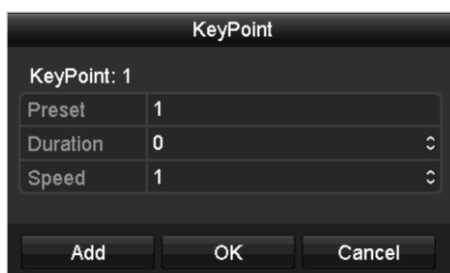 KeyPoint
KeyPoint: 1
Preset 1
Duration 0
Speed 1
Add OK Cancel